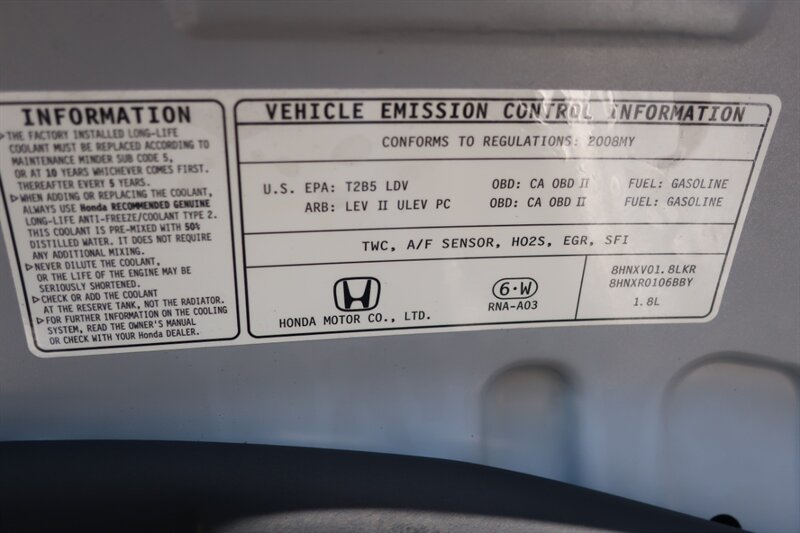 INFORMATION
▷THE FACTORY INSTALLED LONG-LIFE
COOLANT MUST BE REPLACED ACCORDING TO
MAINTENANCE MINDER SUB CODE 5,
OR AT 10 YEARS WHICHEVER COMES FIRST.
THEREAFTER EVERY 5 YEARS.
▷WHEN ADDING OR REPLACING THE COOLANT,
ALWAYS USE Honda RECOMMENDED GENUINE
LONG-LIFE ANTI-FREEZE/COOLANT TYPE 2.
THIS COOLANT IS PRE-MIXED WITH 50%
DISTILLED WATER. IT DOES NOT REQUIRE
ANY ADDITIONAL MIXING.
▷NEVER DILUTE THE COOLANT,
OR THE LIFE OF THE ENGINE MAY BE
SERIOUSLY SHORTENED.
▷CHECK OR ADD THE COOLANT
AT THE RESERVE TANK, NOT THE RADIATOR.
▷FOR FURTHER INFORMATION ON THE COOLING
SYSTEM, READ THE OWNER'S MANUAL
OR CHECK WITH YOUR Honda DEALER.
VEHICLE EMISSION CONTROL INFORMATION
CONFORMS TO REGULATIONS: 2008MY
U.S. EPA: T2B5 LDV OBD: CA OBD II FUEL: GASOLINE
ARB: LEV II ULEV PC OBD: CA OBD II FUEL: GASOLINE
TWC, A/F SENSOR, HO2S, EGR, SFI
HONDA MOTOR CO., LTD.
6·W
RNA-A03
8HNXV01.8LKR
8HNXR0106BBY
1.8L